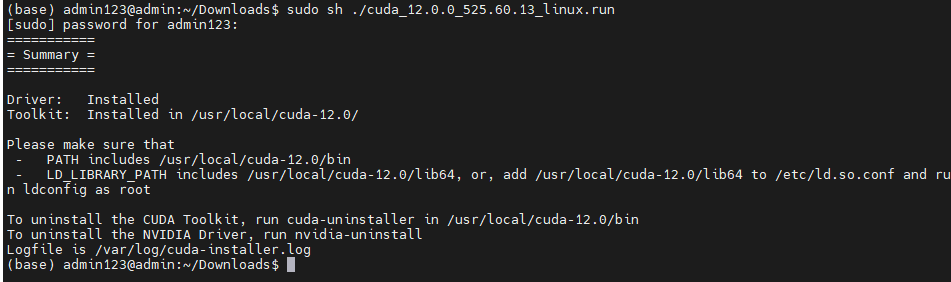 (base) admin123@admin:~/Downloads$ sudo sh ./cuda_12.0.0_525.60.13_linux.run
[sudo] password for admin123:
===========
= Summary =
===========
Driver:   Installed
Toolkit:  Installed in /usr/local/cuda-12.0/
Please make sure that
 -   PATH includes /usr/local/cuda-12.0/bin
 -   LD_LIBRARY_PATH includes /usr/local/cuda-12.0/lib64, or, add /usr/local/cuda-12.0/lib64 to /etc/ld.so.conf and ru
n ldconfig as root
To uninstall the CUDA Toolkit, run cuda-uninstaller in /usr/local/cuda-12.0/bin
To uninstall the NVIDIA Driver, run nvidia-uninstall
Logfile is /var/log/cuda-installer.log
(base) admin123@admin:~/Downloads$